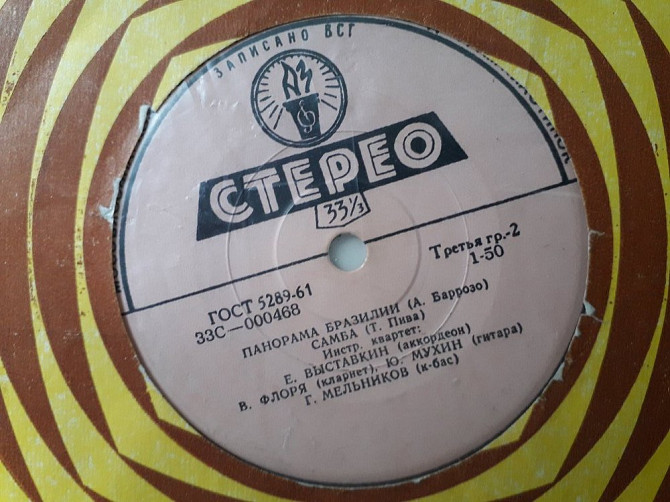 ЗАПИСАНО ВСГ
АЗ
СТЕРЕО
33⅓
ГОСТ 5289-61
33С—000468
Третья гр.-2
1-50
ПАНОРАМА БРАЗИЛИИ (А. Баррозо)
САМБА (Т. Пива)
Инстр. квартет:
Е. ВЫСТАВКИН (аккордеон)
В. ФЛОРЯ (кларнет), Ю. МУХИН (гитара)
Г. МЕЛЬНИКОВ (к-бас)